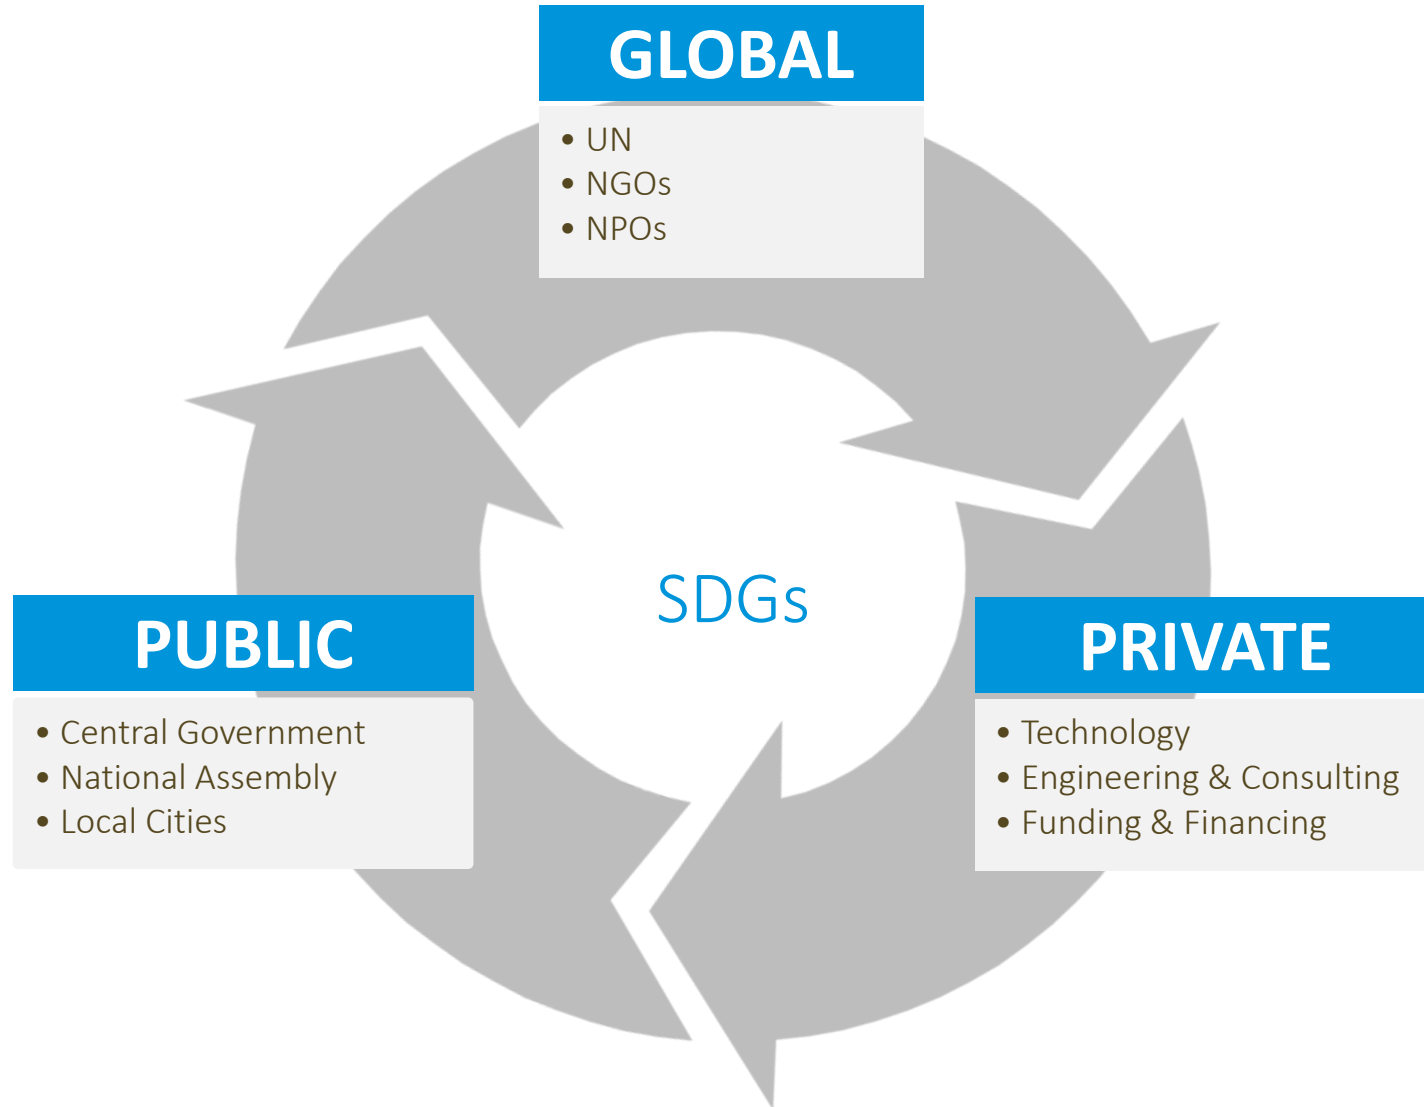 GLOBAL
• UN
• NGOs
• NPOs
SDGs
PUBLIC
• Central Government
• National Assembly
• Local Cities
PRIVATE
• Technology
• Engineering & Consulting
• Funding & Financing